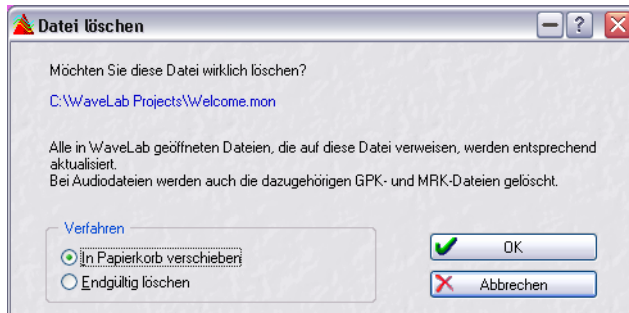 Datei löschen
Möchten Sie diese Datei wirklich löschen?
C:\WaveLab Projects\Welcome.mon
Alle in WaveLab geöffneten Dateien, die auf diese Datei verweisen, werden entsprechend
aktualisiert.
Bei Audiodateien werden auch die dazugehörigen GPK- und MRK-Dateien gelöscht.
Verfahren
In Papierkorb verschieben
Endgültig löschen
OK
Abbrechen